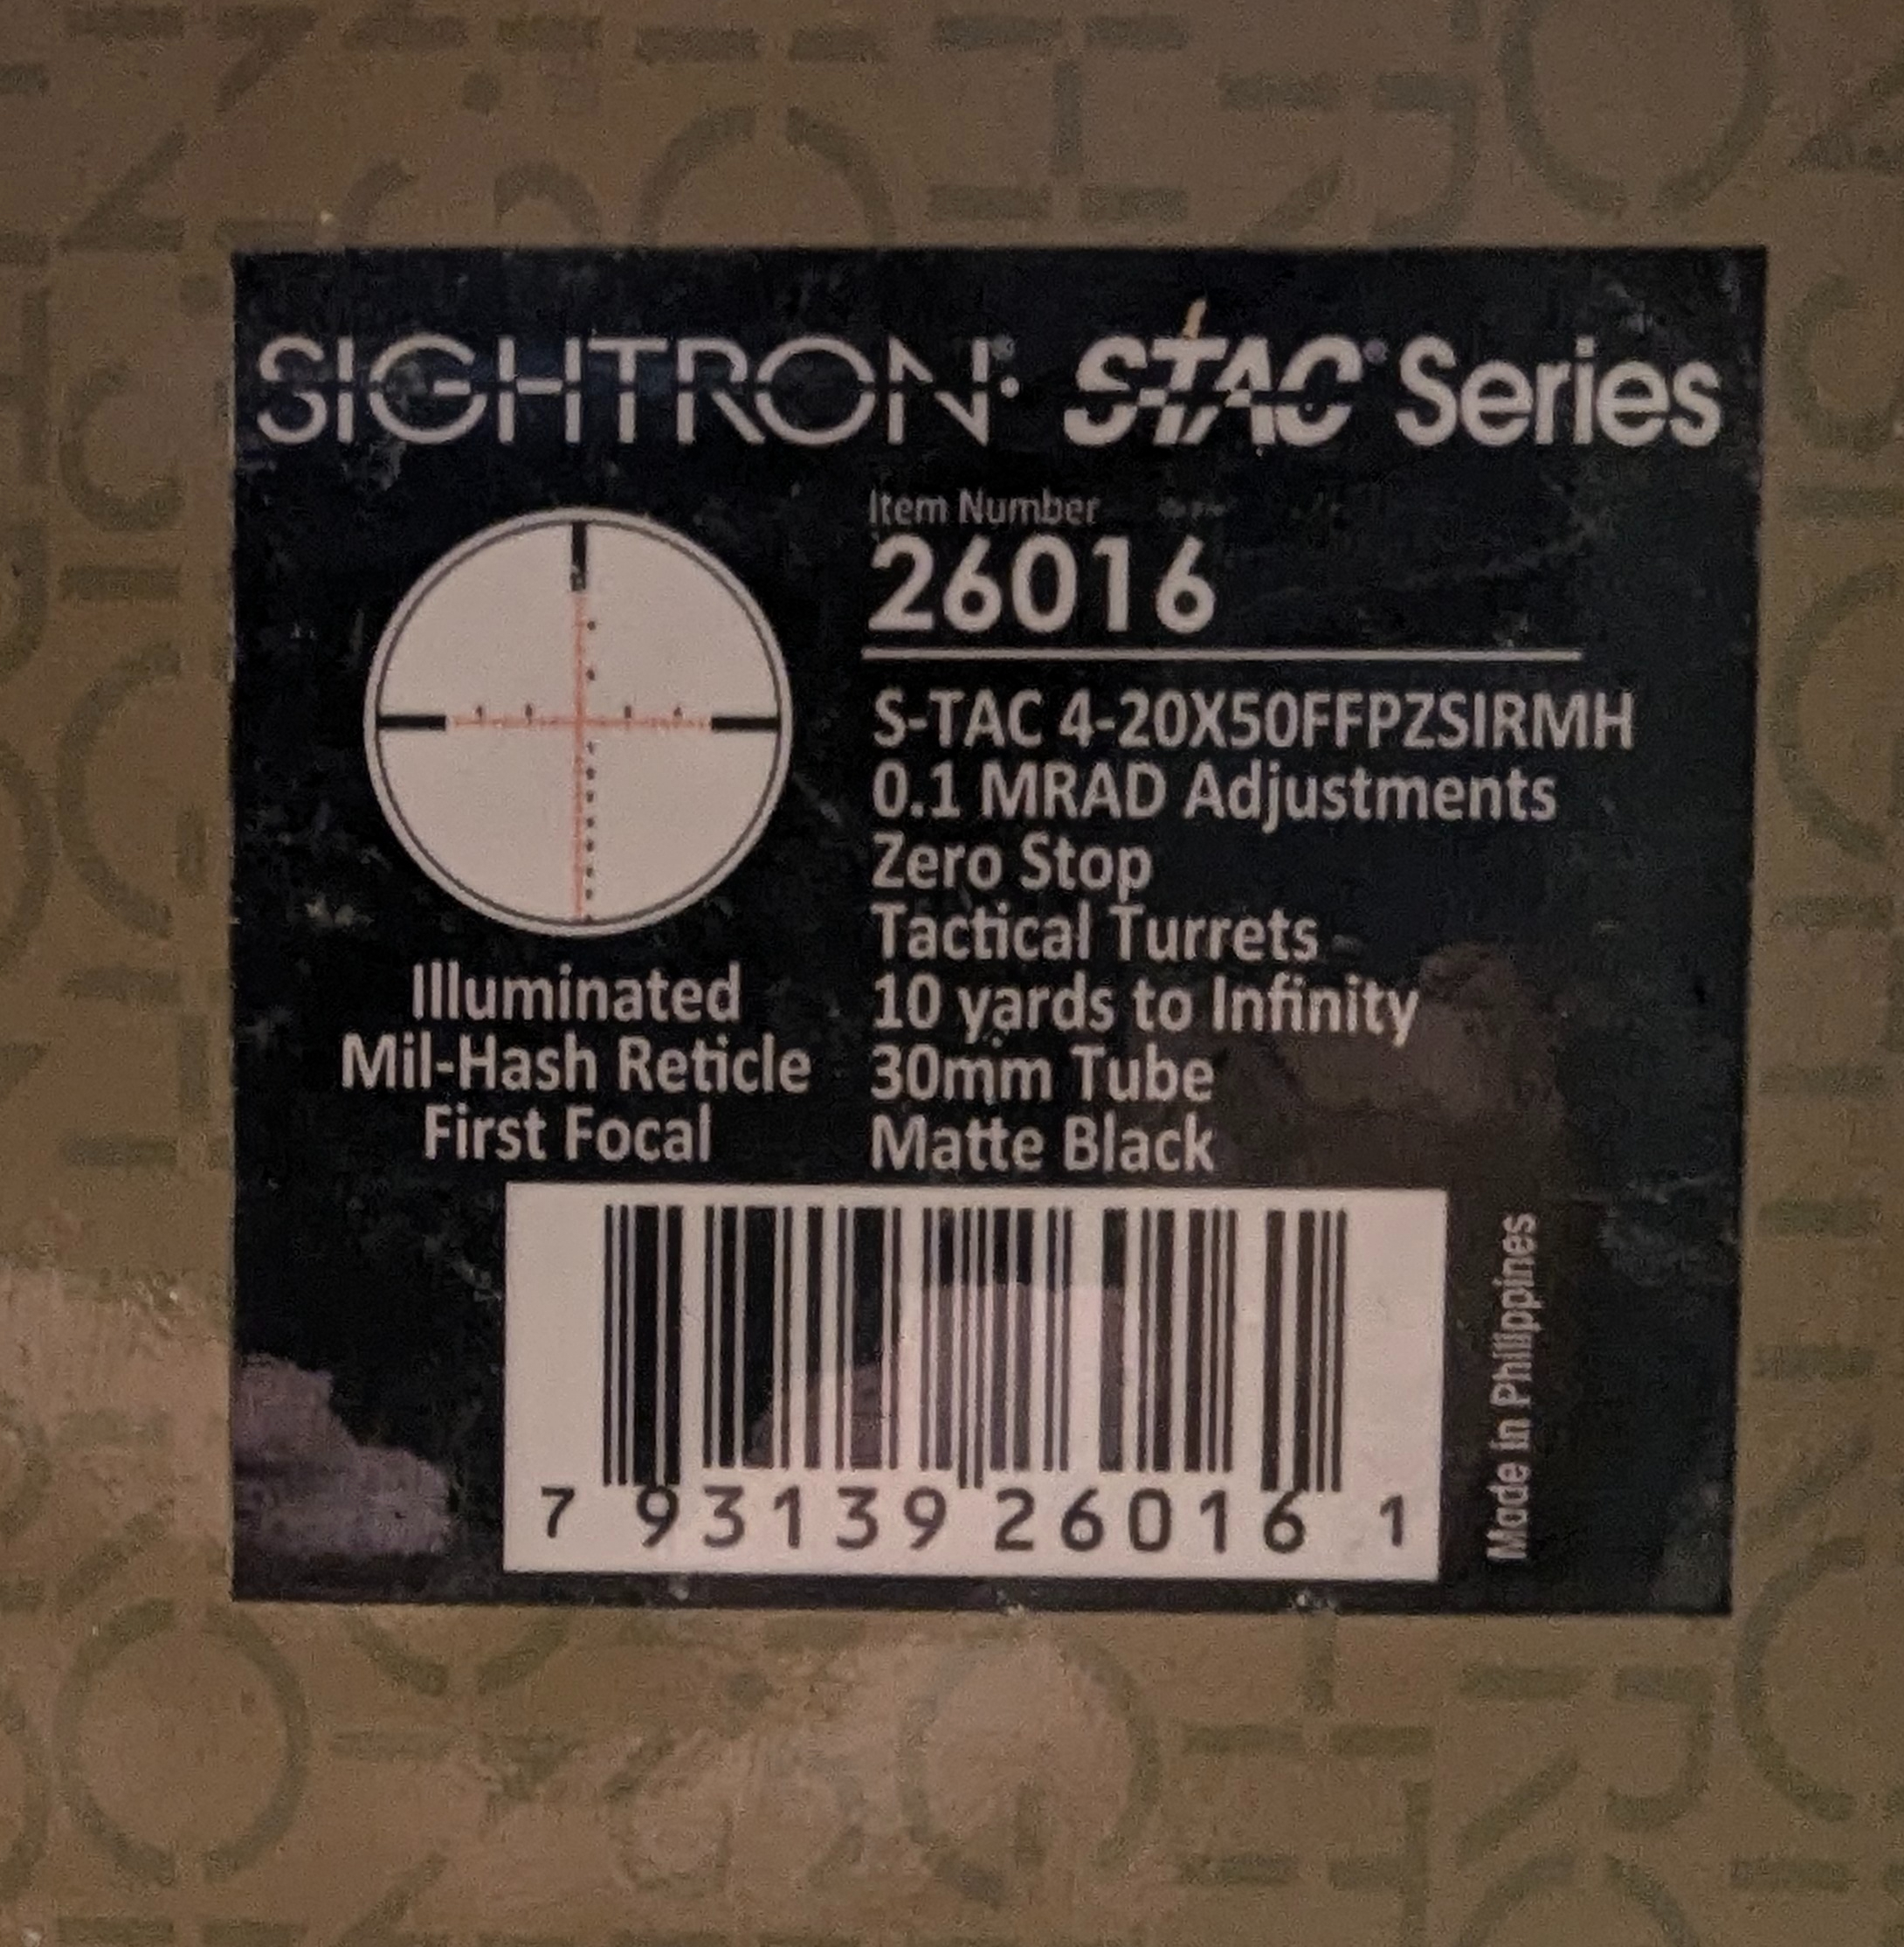 SIGHTRON® S-TAC® Series
Item Number
26016
S-TAC 4-20X50FFPZSIRMH
0.1 MRAD Adjustments
Zero Stop
Tactical Turrets
10 yards to Infinity
30mm Tube
Matte Black
Illuminated
Mil-Hash Reticle
First Focal
7 93139 26016 1
Made in Philippines